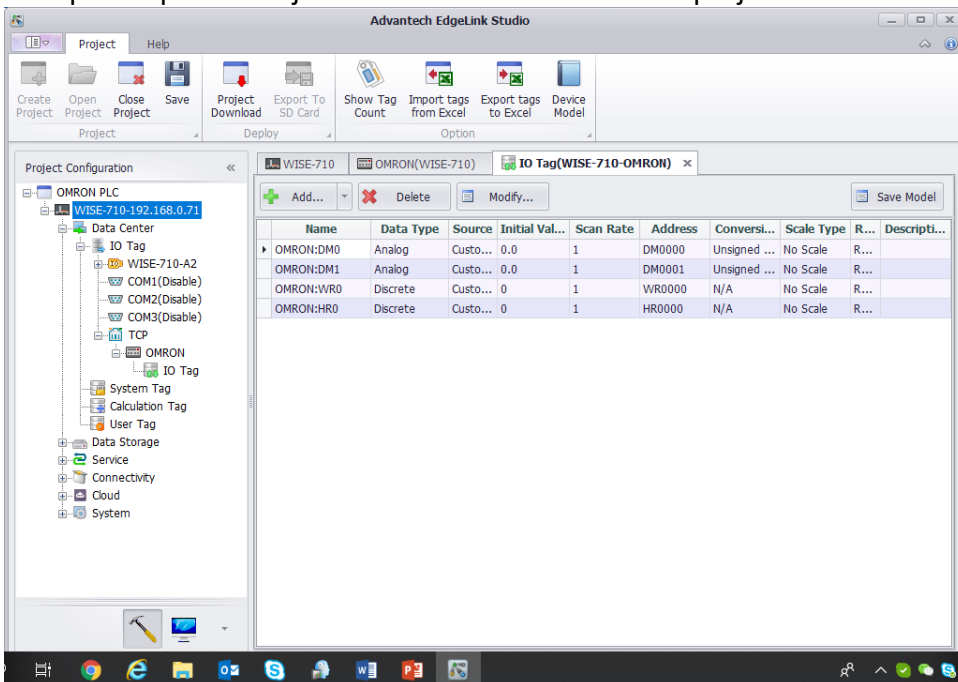 Advantech EdgeLink Studio
Project Help
Create Project Open Project Close Project Save Project Download Export To SD Card Show Tag Count Import tags from Excel Export tags to Excel Device Model
Project Deploy Option
Project Configuration «
OMRON PLC
WISE-710-192.168.0.71
Data Center
IO Tag
WISE-710-A2
COM1(Disable)
COM2(Disable)
COM3(Disable)
TCP
OMRON
IO Tag
System Tag
Calculation Tag
User Tag
Data Storage
Service
Connectivity
Cloud
System
WISE-710 OMRON(WISE-710) IO Tag(WISE-710-OMRON) ×
Add... Delete Modify... Save Model
Name Data Type Source Initial Val... Scan Rate Address Conversi... Scale Type R... Descripti...
OMRON:DM0 Analog Custo... 0.0 1 DM0000 Unsigned ... No Scale R...
OMRON:DM1 Analog Custo... 0.0 1 DM0001 Unsigned ... No Scale R...
OMRON:WR0 Discrete Custo... 0 1 WR0000 N/A No Scale R...
OMRON:HR0 Discrete Custo... 0 1 HR0000 N/A No Scale R...